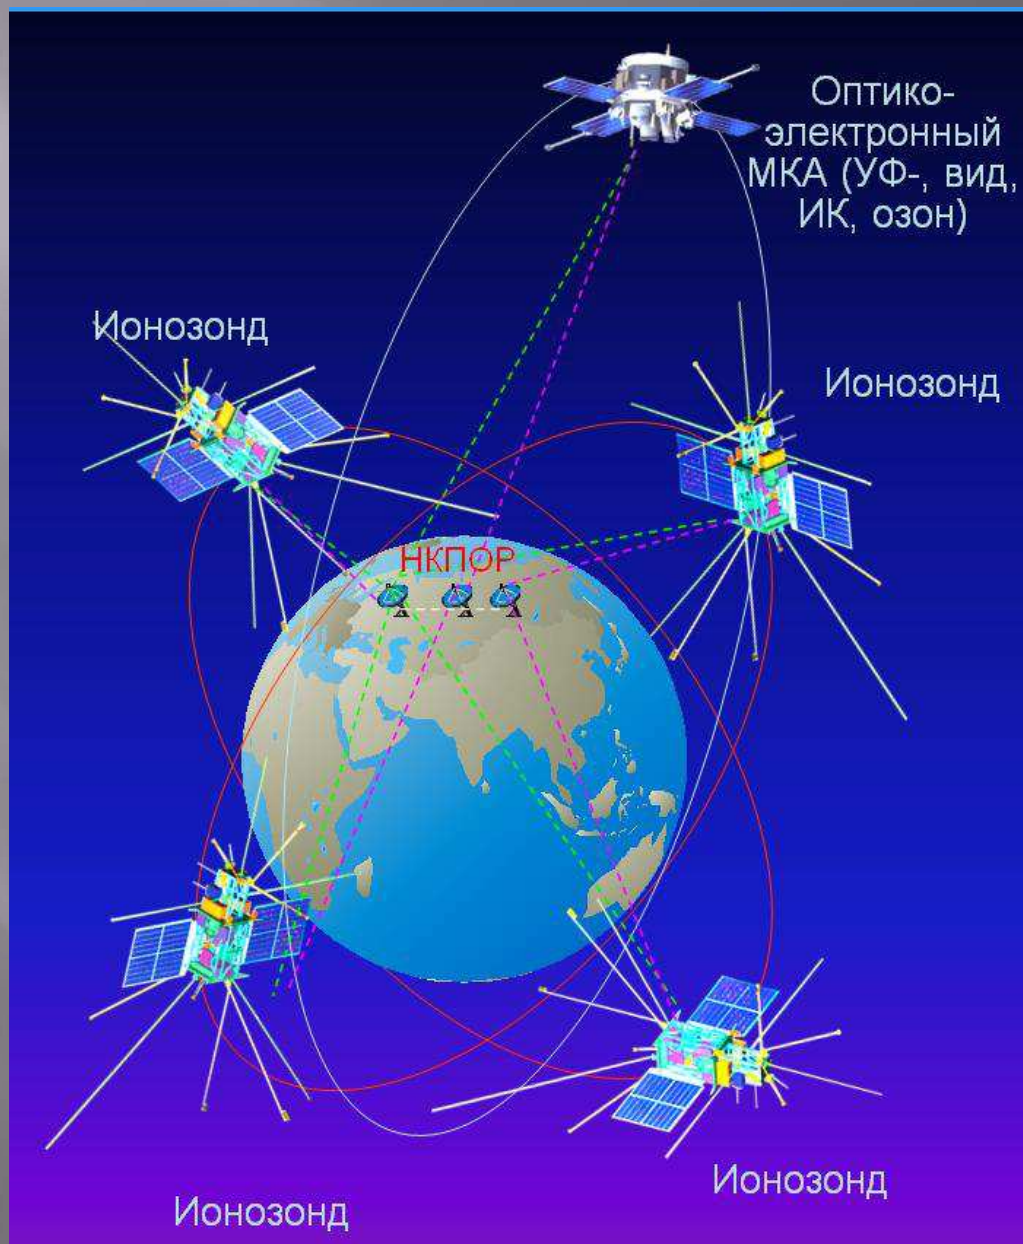 Оптико-
электронный
МКА (УФ-, вид,
ИК, озон)
Ионозонд
Ионозонд
НКПОР
Ионозонд
Ионозонд